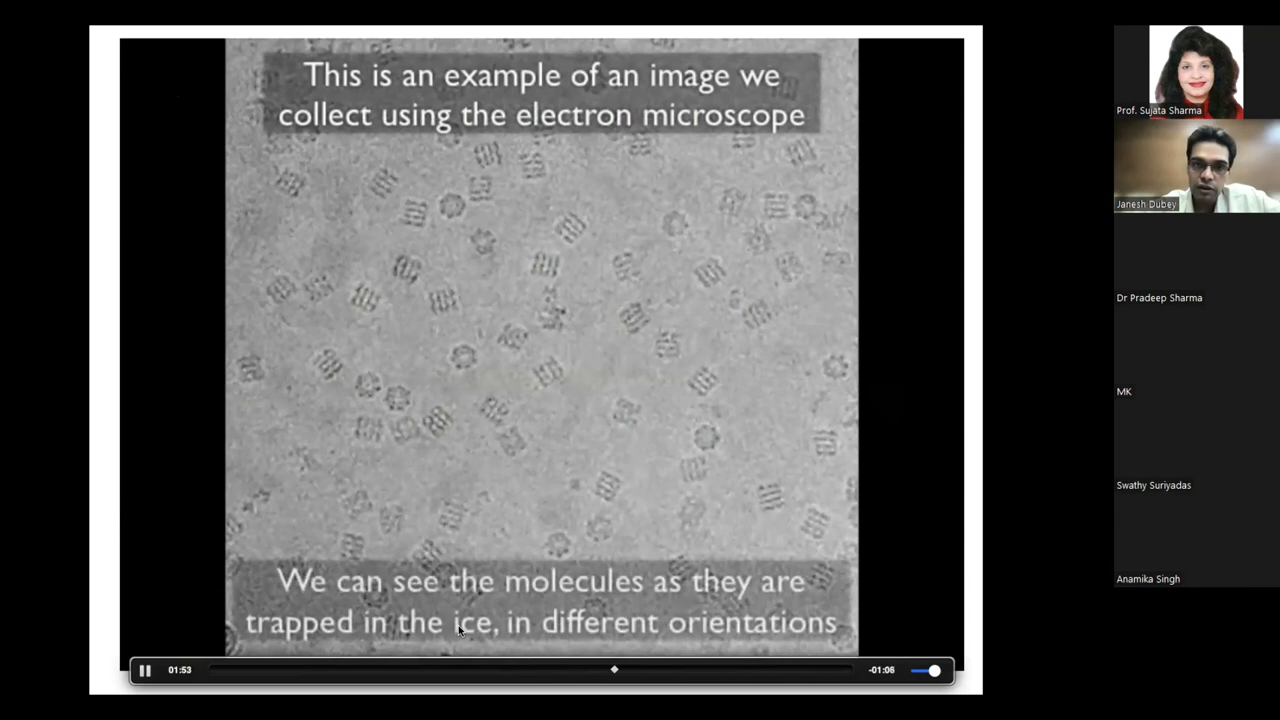 This is an example of an image we
collect using the electron microscope
We can see the molecules as they are
trapped in the ice, in different orientations
01:53
-01:06
Prof. Sujata Sharma
Janesh Dubey
Dr Pradeep Sharma
MK
Swathy Suriyadas
Anamika Singh